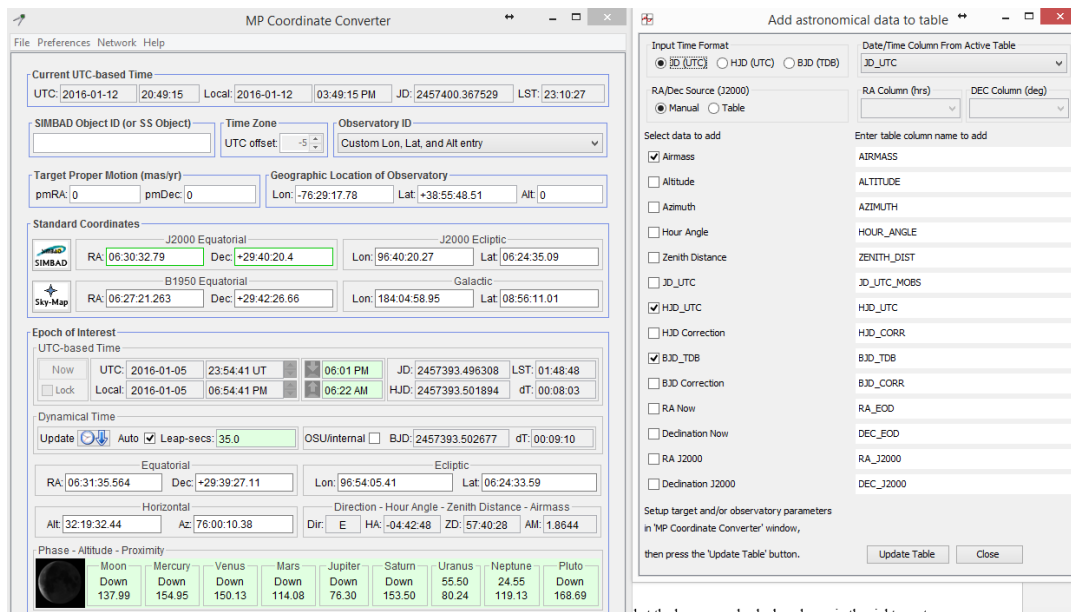 MP Coordinate Converter
File Preferences Network Help
Current UTC-based Time
UTC: 2016-01-12 20:49:15 Local: 2016-01-12 03:49:15 PM JD: 2457400.367529 LST: 23:10:27
SIMBAD Object ID (or SS Object) Time Zone Observatory ID
UTC offset: -5 Custom Lon, Lat, and Alt entry
Target Proper Motion (mas/yr) Geographic Location of Observatory
pmRA: 0 pmDec: 0 Lon: -76:29:17.78 Lat: +38:55:48.51 Alt: 0
Standard Coordinates
J2000 Equatorial J2000 Ecliptic
SIMBAD RA: 06:30:32.79 Dec: +29:40:20.4 Lon: 96:40:20.27 Lat: 06:24:35.09
B1950 Equatorial Galactic
Sky-Map RA: 06:27:21.263 Dec: +29:42:26.66 Lon: 184:04:58.95 Lat: 08:56:11.01
Epoch of Interest
UTC-based Time
Now UTC: 2016-01-05 23:54:41 UT 06:01 PM JD: 2457393.496308 LST: 01:48:48
Lock Local: 2016-01-05 06:54:41 PM 06:22 AM HJD: 2457393.501894 dT: 00:08:03
Dynamical Time
Update Auto Leap-secs: 35.0 OSU/internal BJD: 2457393.502677 dT: 00:09:10
Equatorial Ecliptic
RA: 06:31:35.564 Dec: +29:39:27.11 Lon: 96:54:05.41 Lat: 06:24:33.59
Horizontal Direction - Hour Angle - Zenith Distance - Airmass
Alt: 32:19:32.44 Az: 76:00:10.38 Dir: E HA: -04:42:48 ZD: 57:40:28 AM: 1.8644
Phase - Altitude - Proximity
Moon Mercury Venus Mars Jupiter Saturn Uranus Neptune Pluto
Down Down Down Down Down Down 55.50 24.55 Down
137.99 154.95 150.13 114.08 76.30 153.50 80.24 119.13 168.69
Add astronomical data to table
Input Time Format Date/Time Column From Active Table
JD (UTC) HJD (UTC) BJD (TDB) JD_UTC
RA/Dec Source (J2000) RA Column (hrs) DEC Column (deg)
Manual Table
Select data to add Enter table column name to add
Airmass AIRMASS
Altitude ALTITUDE
Azimuth AZIMUTH
Hour Angle HOUR_ANGLE
Zenith Distance ZENITH_DIST
JD_UTC JD_UTC_MOBS
HJD_UTC HJD_UTC
HJD Correction HJD_CORR
BJD_TDB BJD_TDB
BJD Correction BJD_CORR
RA Now RA_EOD
Declination Now DEC_EOD
RA J2000 RA_J2000
Declination J2000 DEC_J2000
Setup target and/or observatory parameters
in 'MP Coordinate Converter' window,
then press the 'Update Table' button. Update Table Close